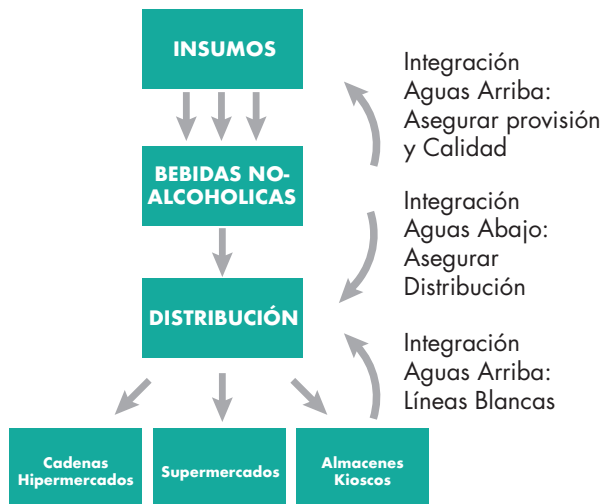 INSUMOS
Integración
Aguas Arriba:
Asegurar provisión
y Calidad
BEBIDAS NO-
ALCOHOLICAS
Integración
Aguas Abajo:
Asegurar
Distribución
DISTRIBUCIÓN
Integración
Aguas Arriba:
Líneas Blancas
Cadenas
Hipermercados
Supermercados
Almacenes
Kioscos